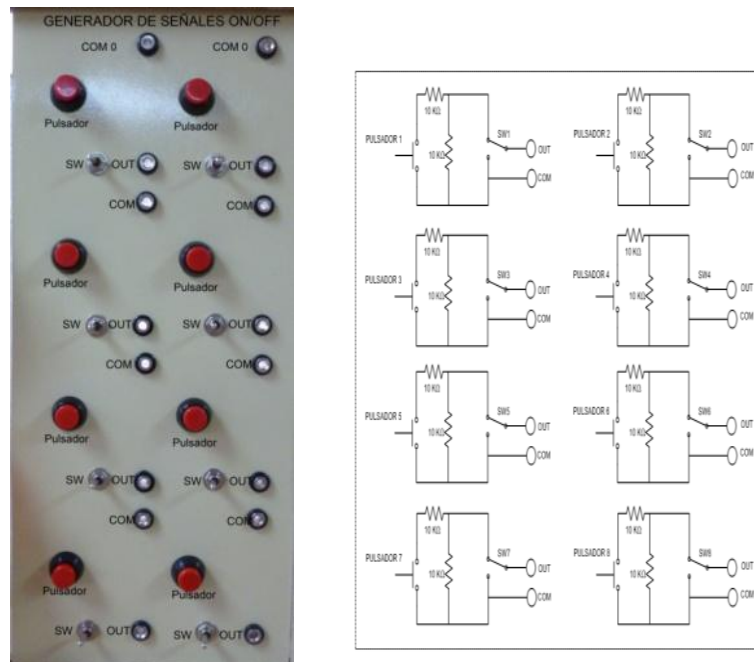 GENERADOR DE SEÑALES ON/OFF
COM 0 COM 0
Pulsador Pulsador
SW OUT SW OUT
COM COM
Pulsador Pulsador
SW OUT SW OUT
COM COM
Pulsador Pulsador
SW OUT SW OUT
COM COM
Pulsador Pulsador
SW OUT SW OUT
10 KΩ 10 KΩ
PULSADOR 1 SW1 PULSADOR 2 SW2
10 KΩ OUT 10 KΩ OUT
COM COM
10 KΩ 10 KΩ
PULSADOR 3 SW3 PULSADOR 4 SW4
10 KΩ OUT 10 KΩ OUT
COM COM
10 KΩ 10 KΩ
PULSADOR 5 SW5 PULSADOR 6 SW6
10 KΩ OUT 10 KΩ OUT
COM COM
10 KΩ 10 KΩ
PULSADOR 7 SW7 PULSADOR 8 SW8
10 KΩ OUT 10 KΩ OUT
COM COM